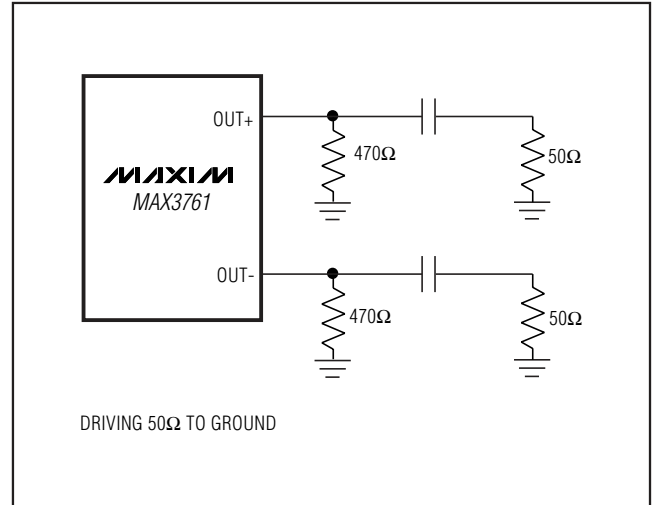 OUT+
470Ω
50Ω
MAXIM
MAX3761
OUT-
470Ω
50Ω
DRIVING 50Ω TO GROUND